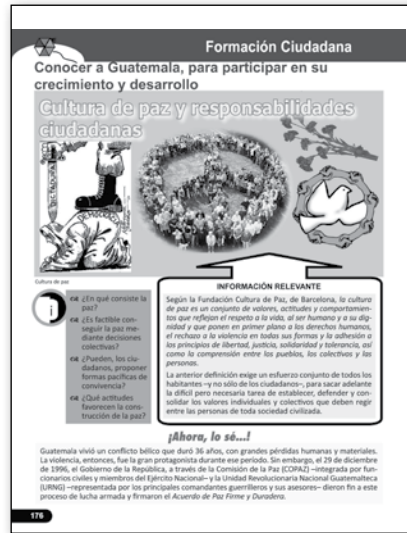 Formación Ciudadana
Conocer a Guatemala, para participar en su
crecimiento y desarrollo
Cultura de paz y responsabilidades
ciudadanas
DICTADURA
DEMOCRACIA
Cultura de paz
¿En qué consiste la
paz?
¿Es factible con-
seguir la paz me-
diante decisiones
colectivas?
¿Pueden, los ciu-
dadanos, proponer
formas pacíficas de
convivencia?
¿Qué actitudes
favorecen la cons-
trucción de la paz?
INFORMACIÓN RELEVANTE
Según la Fundación Cultura de Paz, de Barcelona, la cultura
de paz es un conjunto de valores, actitudes y comportamien-
tos que reflejan el respeto a la vida, al ser humano y a su dig-
nidad y que ponen en primer plano a los derechos humanos,
el rechazo a la violencia en todas sus formas y la adhesión a
los principios de libertad, justicia, solidaridad y tolerancia, así
como la comprensión entre los pueblos, los colectivos y las
personas.
La anterior definición exige un esfuerzo conjunto de todos los
habitantes –y no sólo de los ciudadanos–, para sacar adelante
la difícil pero necesaria tarea de establecer, defender y con-
solidar los valores individuales y colectivos que deben regir
entre las personas de toda sociedad civilizada.
¡Ahora, lo sé...!
Guatemala vivió un conflicto bélico que duró 36 años, con grandes pérdidas humanas y materiales.
La violencia, entonces, fue la gran protagonista durante ese período. Sin embargo, el 29 de diciembre
de 1996, el Gobierno de la República, a través de la Comisión de la Paz (COPAZ) –integrada por fun-
cionarios civiles y miembros del Ejército Nacional– y la Unidad Revolucionaria Nacional Guatemalteca
(URNG) –representada por los principales comandantes guerrilleros y sus asesores– dieron fin a este
proceso de lucha armada y firmaron el Acuerdo de Paz Firme y Duradera.
176